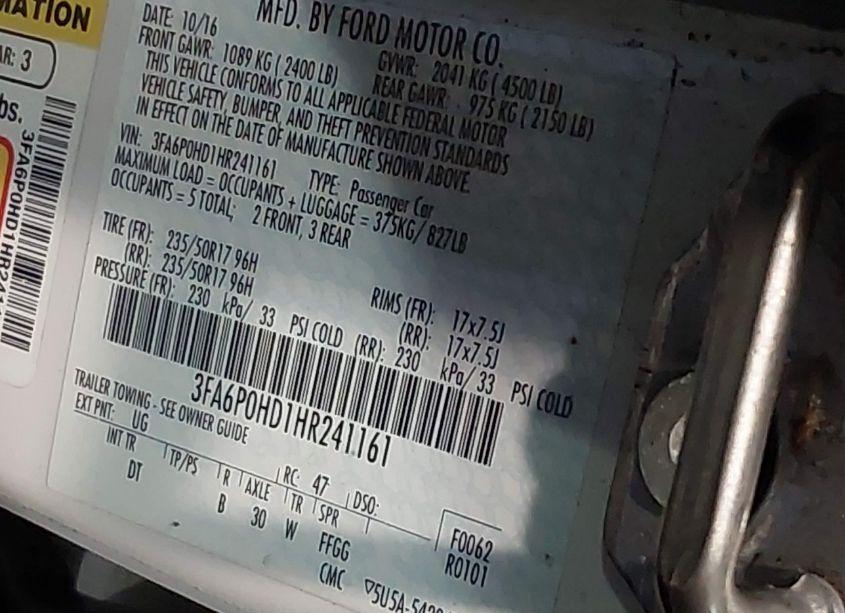 MATION
AR: 3
bs.
3FA6P0HD1HR241161
MFD. BY FORD MOTOR CO.
DATE: 10/16
GVWR: 2041 KG ( 4500 LB)
FRONT GAWR: 1089 KG ( 2400 LB)
REAR GAWR: 975 KG ( 2150 LB)
THIS VEHICLE CONFORMS TO ALL APPLICABLE FEDERAL MOTOR
VEHICLE SAFETY, BUMPER, AND THEFT PREVENTION STANDARDS
IN EFFECT ON THE DATE OF MANUFACTURE SHOWN ABOVE.
VIN: 3FA6P0HD1HR241161
TYPE: Passenger Car
MAXIMUM LOAD = OCCUPANTS + LUGGAGE = 375KG/ 827LB
OCCUPANTS = 5 TOTAL; 2 FRONT, 3 REAR
TIRE (FR): 235/50R17 96H RIMS (FR): 17x7.5J
(RR): 235/50R17 96H (RR): 17x7.5J
PRESSURE (FR): 230 kPa/ 33 PSI COLD (RR): 230 kPa/ 33 PSI COLD
3FA6P0HD1HR241161
TRAILER TOWING - SEE OWNER GUIDE
EXT PNT: UG RC: 47 DSO:
INT TR TP/PS R AXLE TR SPR
DT B 30 W FFGG
F0062
R0101
CMC